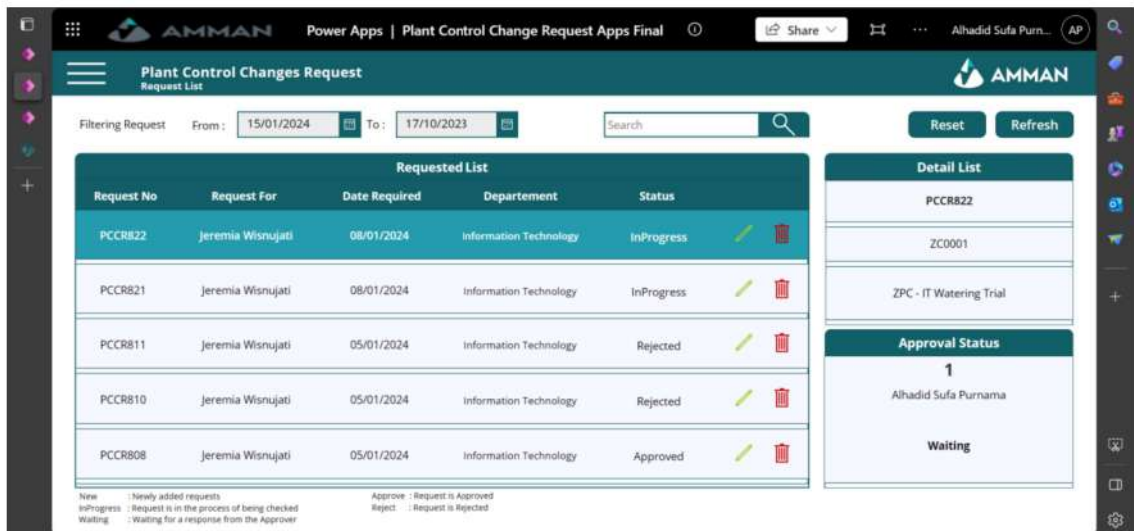 AMMAN Power Apps | Plant Control Change Request Apps Final Share Alhadid Sufa Purn... AP
Plant Control Changes Request
Request List
AMMAN
Filtering Request From : 15/01/2024 To : 17/10/2023 Search Reset Refresh
Requested List
Request No Request For Date Required Departement Status
PCCR822 Jeremia Wisnujati 08/01/2024 Information Technology InProgress
PCCR821 Jeremia Wisnujati 08/01/2024 Information Technology InProgress
PCCR811 Jeremia Wisnujati 05/01/2024 Information Technology Rejected
PCCR810 Jeremia Wisnujati 05/01/2024 Information Technology Rejected
PCCR808 Jeremia Wisnujati 05/01/2024 Information Technology Approved
Detail List
PCCR822
ZC0001
ZPC - IT Watering Trial
Approval Status
1
Alhadid Sufa Purnama
Waiting
New : Newly added requests
InProgress : Request is in the process of being checked
Waiting : Waiting for a response from the Approver
Approve : Request is Approved
Reject : Request is Rejected